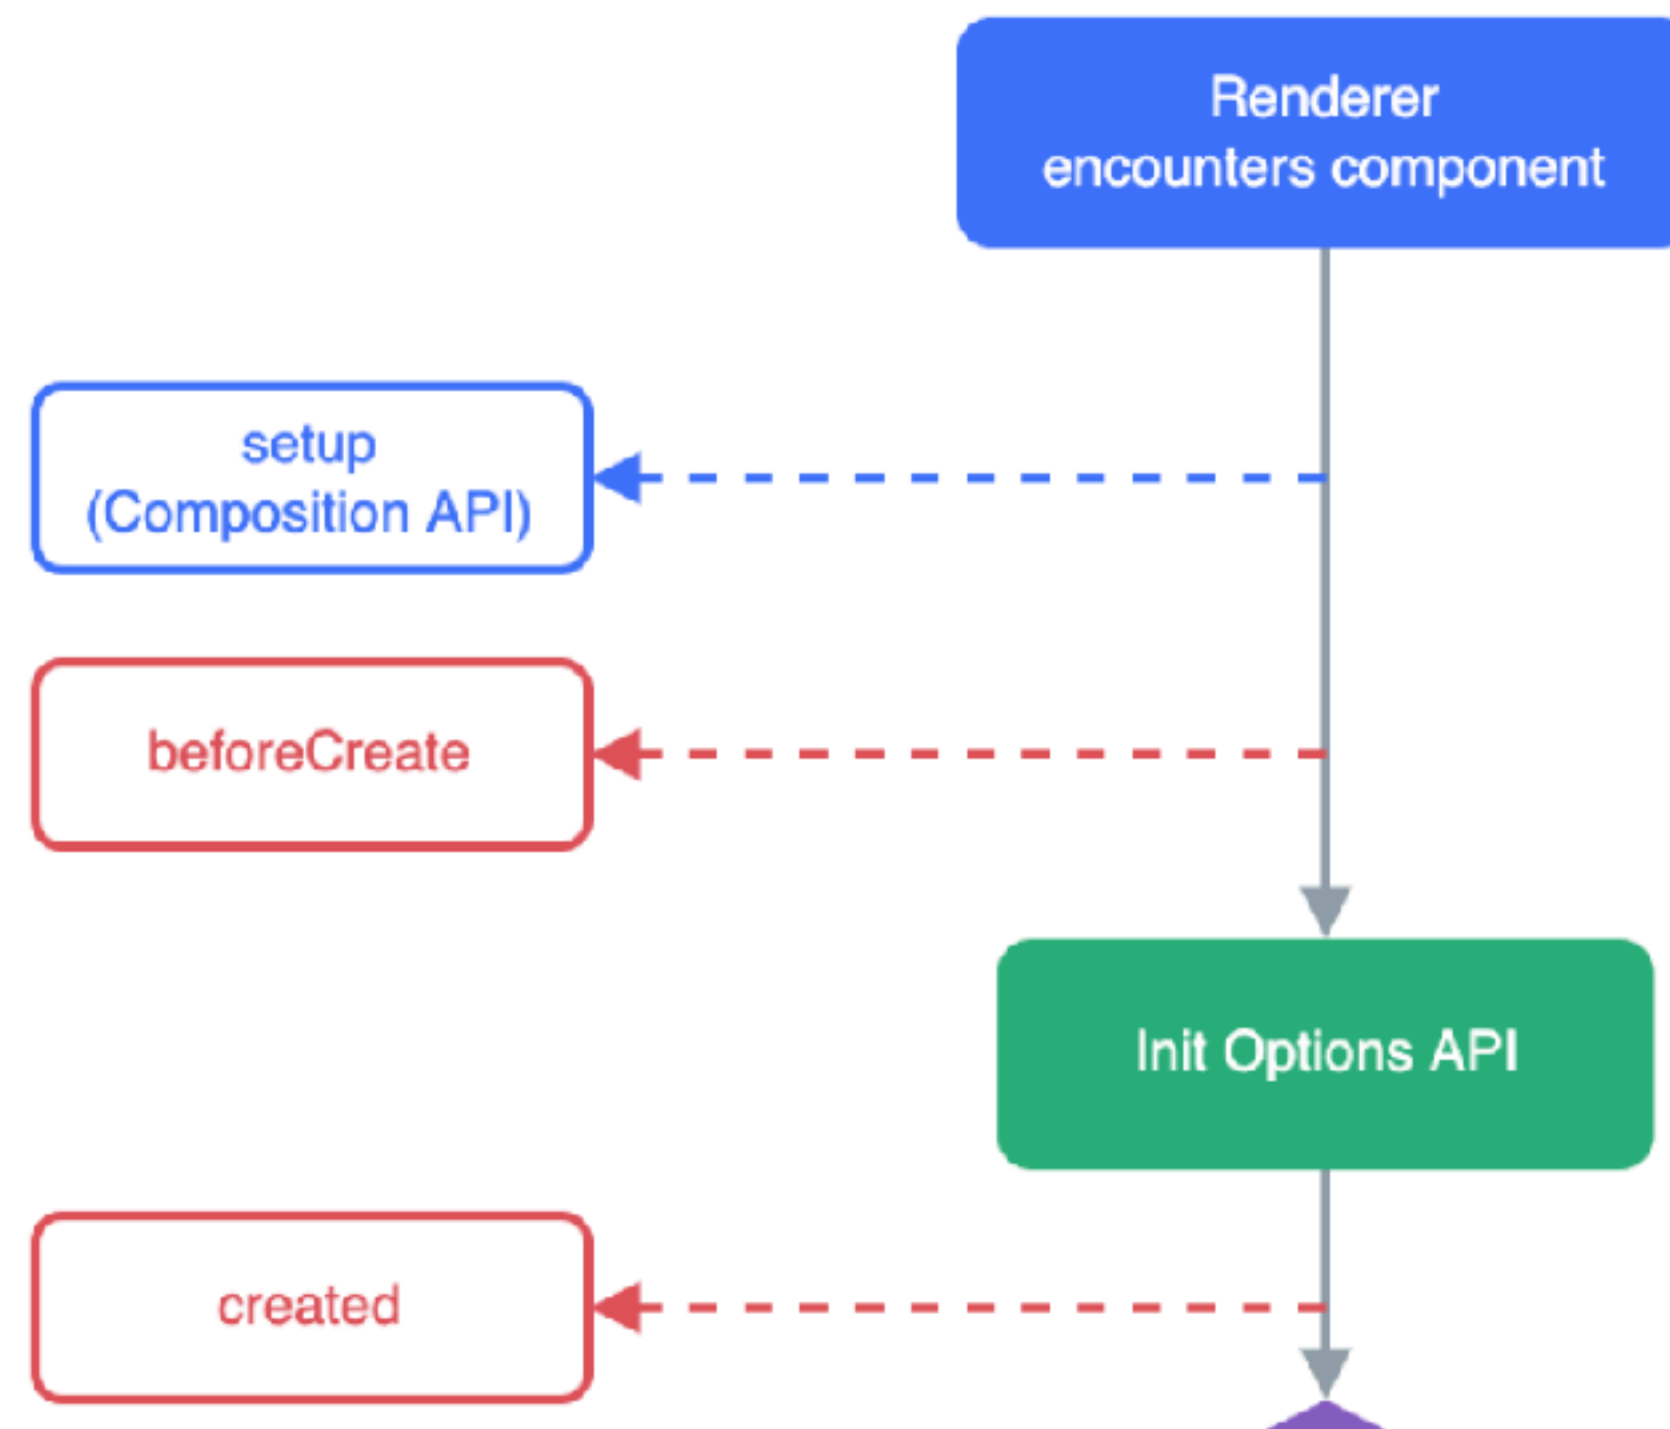 Renderer
encounters component
setup
(Composition API)
beforeCreate
Init Options API
created